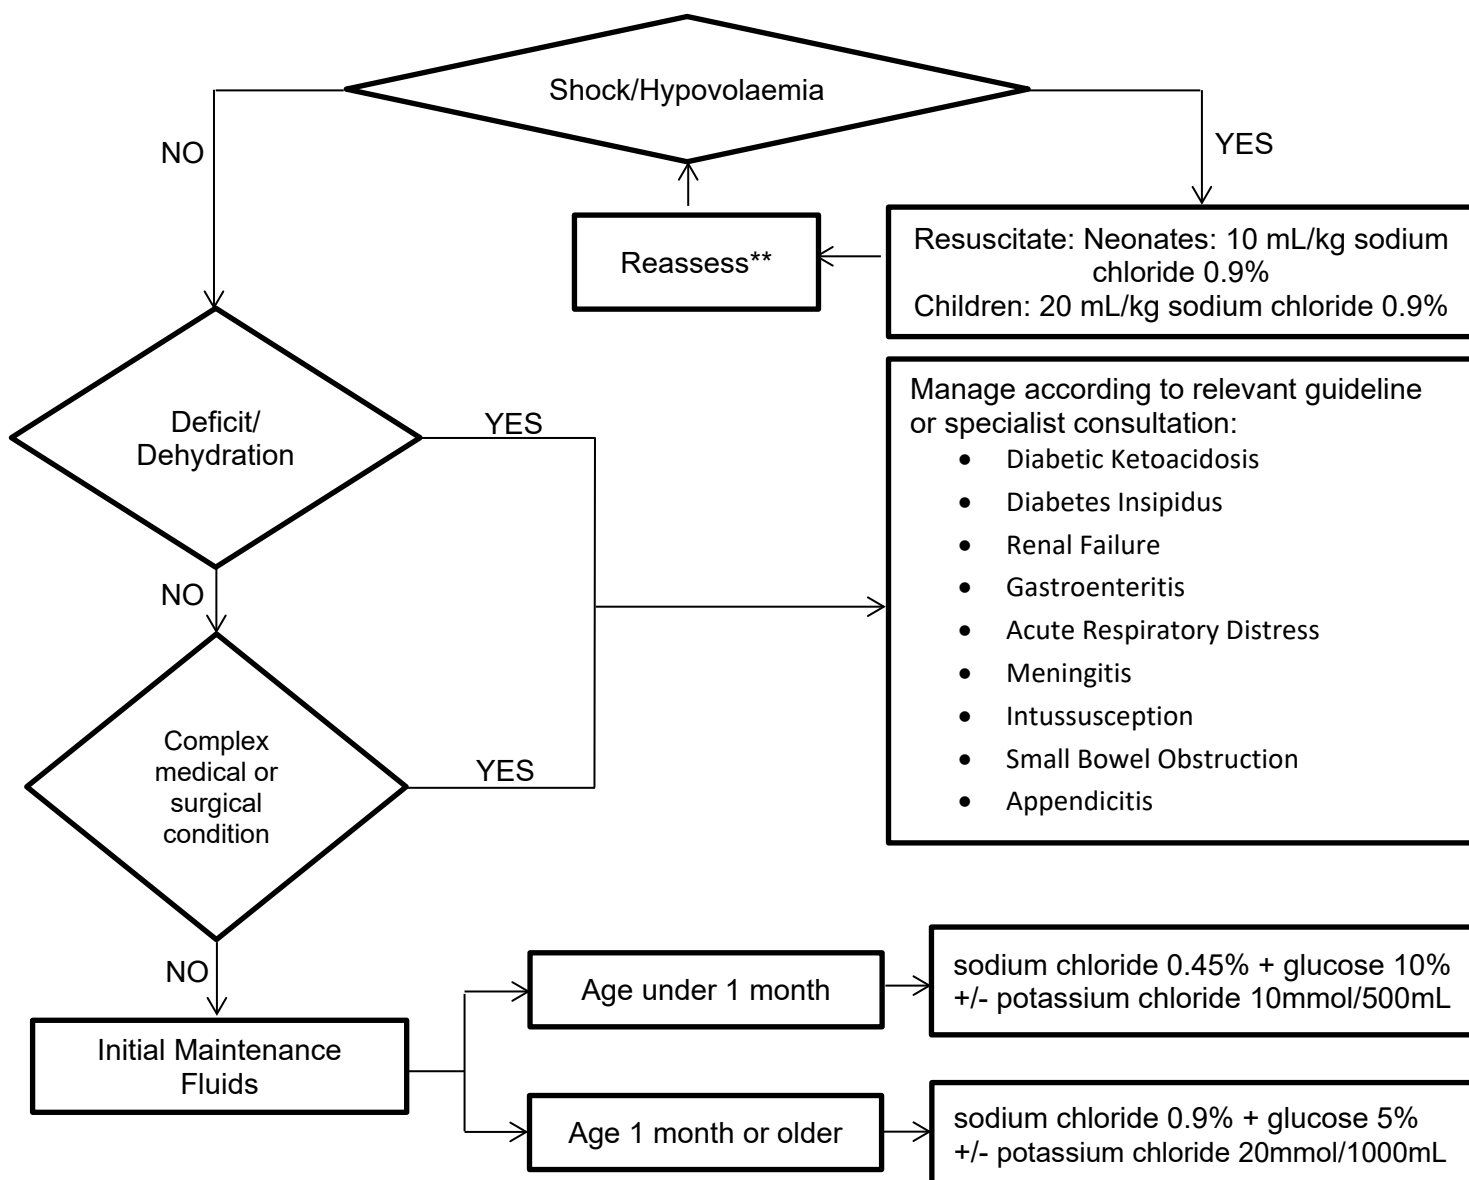 Shock/Hypovolaemia
NO
YES
Reassess**
Resuscitate: Neonates: 10 mL/kg sodium
chloride 0.9%
Children: 20 mL/kg sodium chloride 0.9%
Deficit/
Dehydration
YES
Manage according to relevant guideline
or specialist consultation:
• Diabetic Ketoacidosis
• Diabetes Insipidus
• Renal Failure
• Gastroenteritis
• Acute Respiratory Distress
• Meningitis
• Intussusception
• Small Bowel Obstruction
• Appendicitis
NO
Complex
medical or
surgical
condition
YES
NO
Initial Maintenance
Fluids
Age under 1 month
sodium chloride 0.45% + glucose 10%
+/- potassium chloride 10mmol/500mL
Age 1 month or older
sodium chloride 0.9% + glucose 5%
+/- potassium chloride 20mmol/1000mL